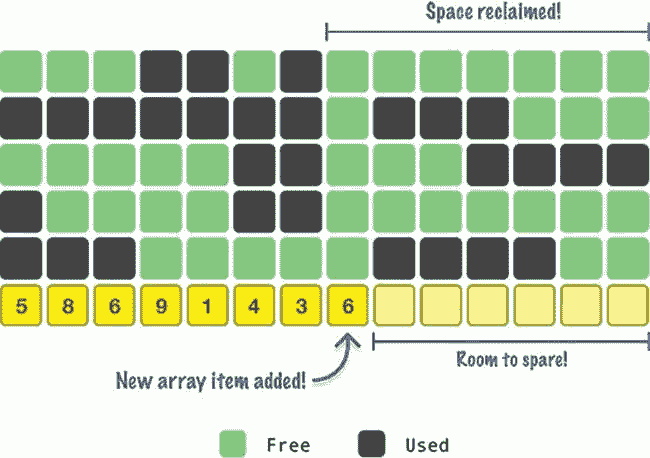 Space reclaimed!
5 8 6 9 1 4 3 6
Room to spare!
New array item added!
Free Used